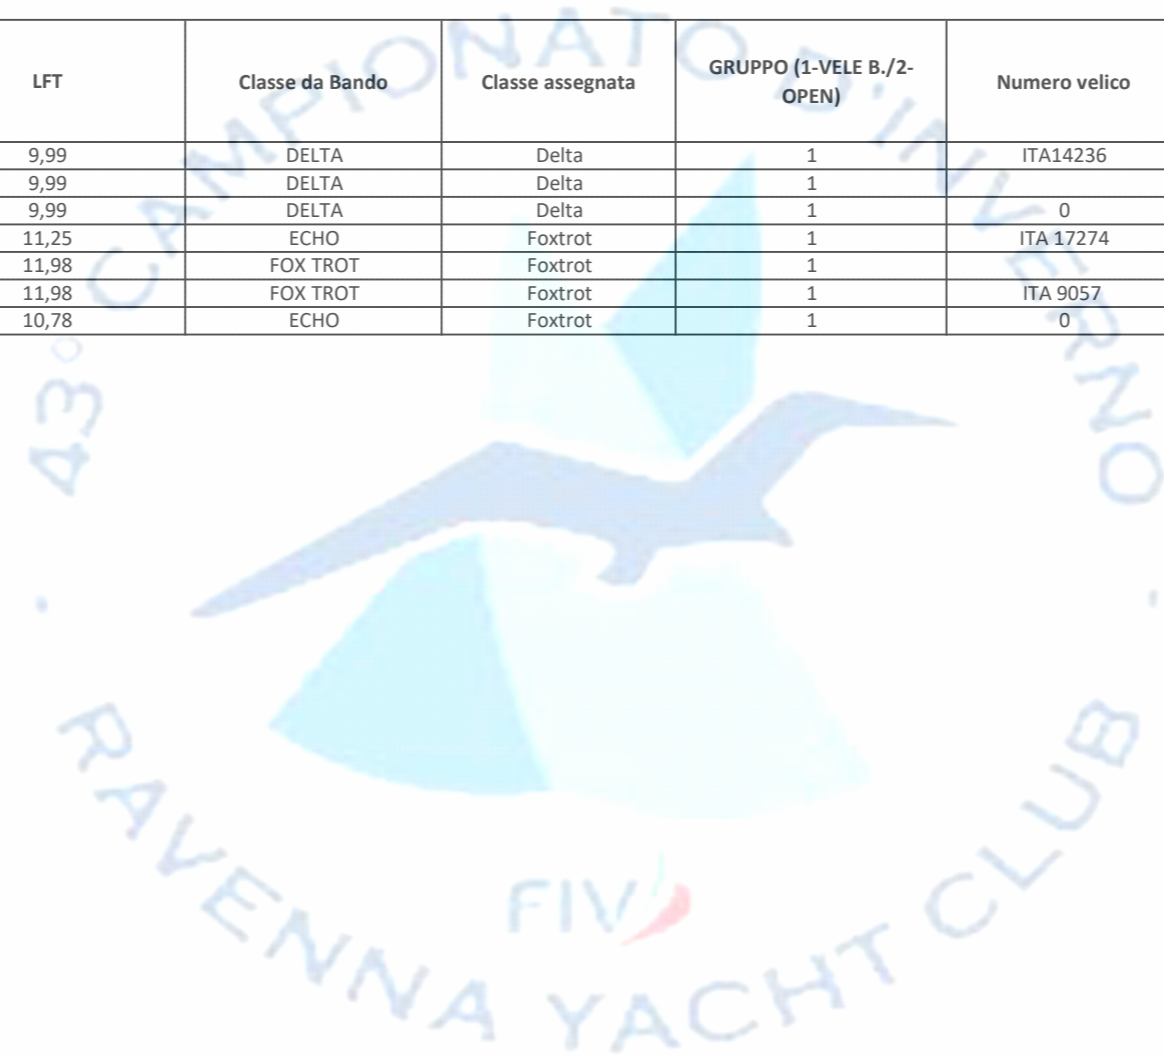 LFT Classe da Bando Classe assegnata GRUPPO (1-VELE B./2-OPEN) Numero velico
9,99 DELTA Delta 1 ITA14236
9,99 DELTA Delta 1
9,99 DELTA Delta 1 0
11,25 ECHO Foxtrot 1 ITA 17274
11,98 FOX TROT Foxtrot 1
11,98 FOX TROT Foxtrot 1 ITA 9057
10,78 ECHO Foxtrot 1 0
- 43° CAMPIONATO D'INVERNO -
FIV
RAVENNA YACHT CLUB